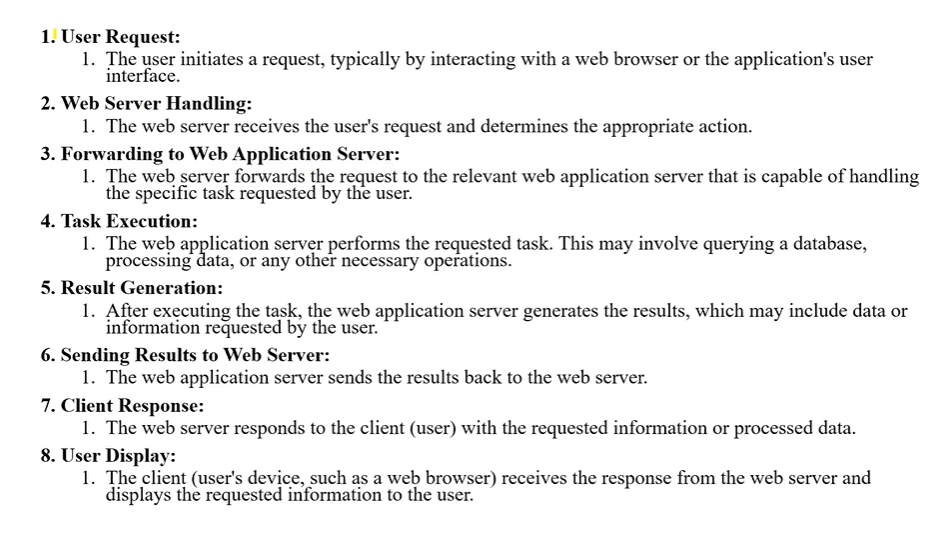 1. User Request:
1. The user initiates a request, typically by interacting with a web browser or the application's user
interface.
2. Web Server Handling:
1. The web server receives the user's request and determines the appropriate action.
3. Forwarding to Web Application Server:
1. The web server forwards the request to the relevant web application server that is capable of handling
the specific task requested by the user.
4. Task Execution:
1. The web application server performs the requested task. This may involve querying a database,
processing data, or any other necessary operations.
5. Result Generation:
1. After executing the task, the web application server generates the results, which may include data or
information requested by the user.
6. Sending Results to Web Server:
1. The web application server sends the results back to the web server.
7. Client Response:
1. The web server responds to the client (user) with the requested information or processed data.
8. User Display:
1. The client (user's device, such as a web browser) receives the response from the web server and
displays the requested information to the user.